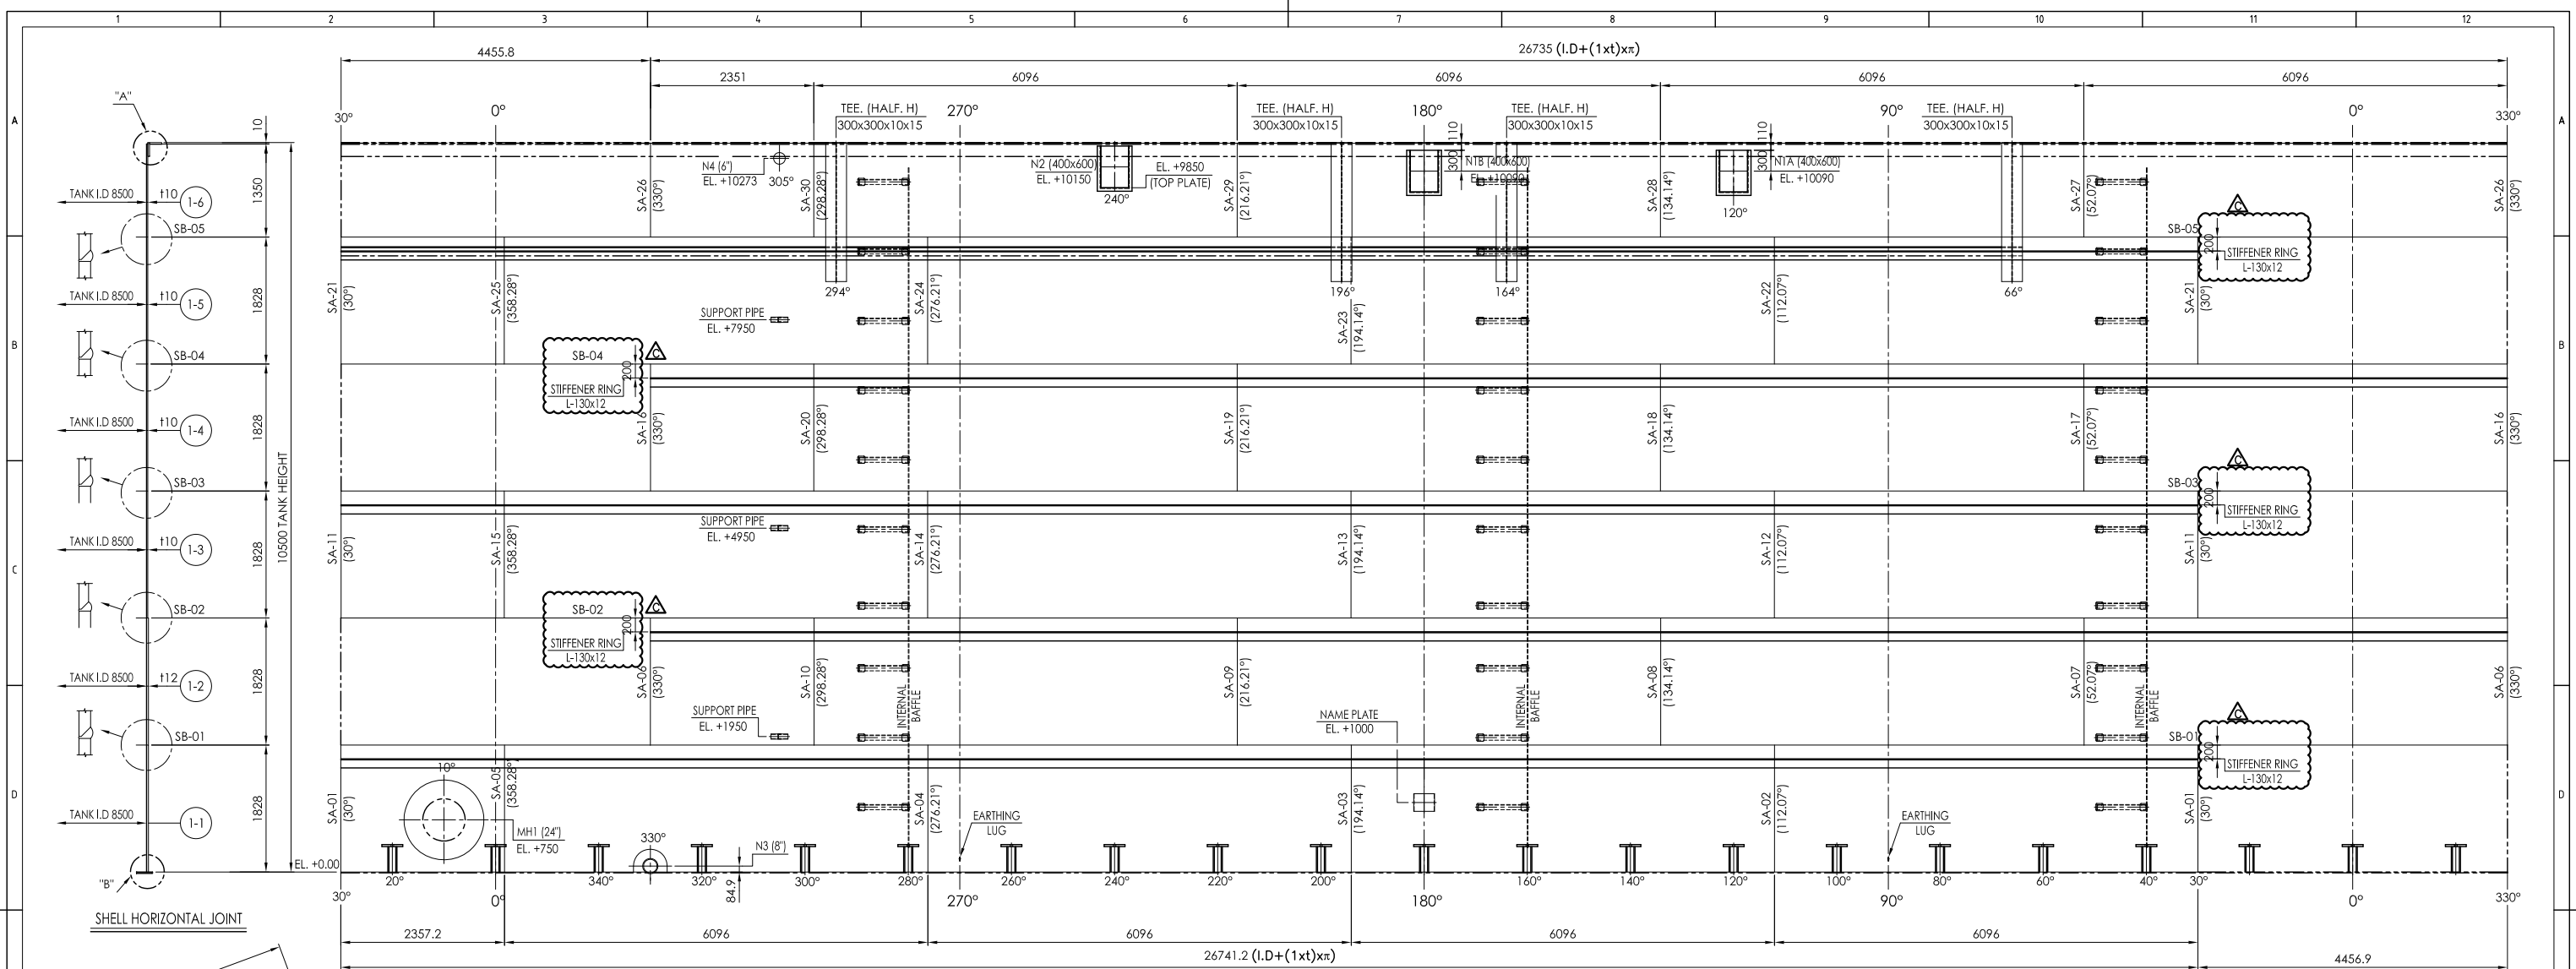 1 2 3 4 5 6 7 8 9 10 11 12
4455.8 26735 (I.D+(1xt)xπ)
2351 6096 6096 6096 6096
"A"
A
30° 0° 270° 180° 90° 0° 330°
A
TEE. (HALF. H)
300x300x10x15
TEE. (HALF. H)
300x300x10x15
TEE. (HALF. H)
300x300x10x15
TEE. (HALF. H)
300x300x10x15
10
110
300
110
300
N4 (6")
EL. +10273
305°
N2 (400x600)
EL. +10150
EL. +9850
(TOP PLATE)
240°
N1B (400x600)
EL. +10090
N1A (400x600)
EL. +10090
120°
TANK I.D 8500 t10 1-6
1350
SA-26
(330°)
SA-30
(298.28°)
SA-29
(216.21°)
SA-28
(134.14°)
SA-27
(52.07°)
SA-26
(330°)
C
SB-05
SB-05
200
STIFFENER RING
L-130x12
TANK I.D 8500 t10 1-5
1828
SA-21
(30°)
SA-25
(358.28°)
294°
SA-24
(276.21°)
196°
SA-23
(194.14°)
164°
SA-22
(112.07°)
66°
SA-21
(30°)
SUPPORT PIPE
EL. +7950
B
B
SB-04
SB-04
C
200
STIFFENER RING
L-130x12
TANK I.D 8500 t10 1-4
1828
SA-16
(330°)
SA-20
(298.28°)
SA-19
(216.21°)
SA-18
(134.14°)
SA-17
(52.07°)
SA-16
(330°)
C
SB-03
SB-03
200
STIFFENER RING
L-130x12
10500 TANK HEIGHT
SUPPORT PIPE
EL. +4950
TANK I.D 8500 t10 1-3
1828
SA-11
(30°)
SA-15
(358.28°)
SA-14
(276.21°)
SA-13
(194.14°)
SA-12
(112.07°)
SA-11
(30°)
C
C
SB-02
SB-02
C
200
STIFFENER RING
L-130x12
TANK I.D 8500 t12 1-2
1828
SA-06
(330°)
SA-10
(298.28°)
SA-09
(216.21°)
SA-08
(134.14°)
SA-07
(52.07°)
SA-06
(330°)
INTERNAL
BAFFLE
INTERNAL
BAFFLE
INTERNAL
BAFFLE
SUPPORT PIPE
EL. +1950
NAME PLATE
EL. +1000
C
SB-01
SB-01
200
STIFFENER RING
L-130x12
D
D
TANK I.D 8500 1-1
1828
SA-01
(30°)
10°
SA-05
(358.28°)
SA-04
(276.21°)
SA-03
(194.14°)
SA-02
(112.07°)
SA-01
(30°)
MH1 (24")
EL. +750
330°
N3 (8")
84.9
EARTHING
LUG
EARTHING
LUG
EL. +0.00
"B"
20° 340° 320° 300° 280° 260° 240° 220° 200° 160° 140° 120° 100° 80° 60° 40° 30°
30° 0° 270° 180° 90° 0° 330°
SHELL HORIZONTAL JOINT
2357.2 6096 6096 6096 6096
26741.2 (I.D+(1xt)xπ) 4456.9